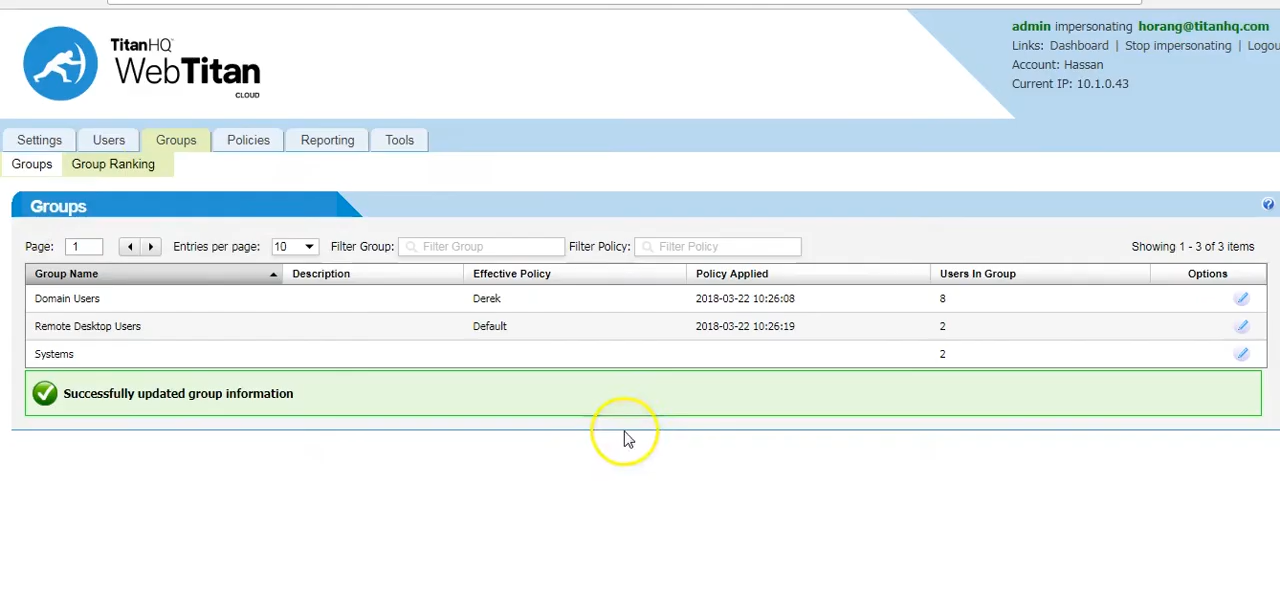 TitanHQ
WebTitan
CLOUD
admin impersonating horang@titanhq.com
Links: Dashboard | Stop impersonating | Logou
Account: Hassan
Current IP: 10.1.0.43
Settings Users Groups Policies Reporting Tools
Groups Group Ranking
Groups
Page: 1 Entries per page: 10 Filter Group: Filter Group Filter Policy: Filter Policy Showing 1 - 3 of 3 items
Group Name Description Effective Policy Policy Applied Users In Group Options
Domain Users Derek 2018-03-22 10:26:08 8
Remote Desktop Users Default 2018-03-22 10:26:19 2
Systems 2
Successfully updated group information